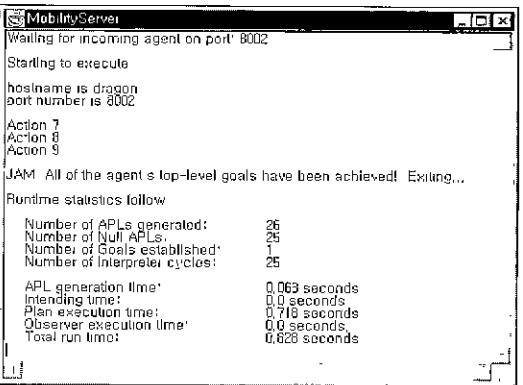 MobilityServer
Waiting for incoming agent on port: 8002
Starting to execute
hostname is dragon
port number is 8002
Action 7
Action 8
Action 9
JAM All of the agent s top-level goals have been achieved! Exiting...
Runtime statistics follow
Number of APLs generated: 26
Number of Null APLs: 25
Number of Goals established: 1
Number of Interpreter cycles: 25
APL generation time: 0.063 seconds
Intending time: 0.0 seconds
Plan execution time: 0.718 seconds
Observer execution time: 0.0 seconds
Total run time: 0.828 seconds